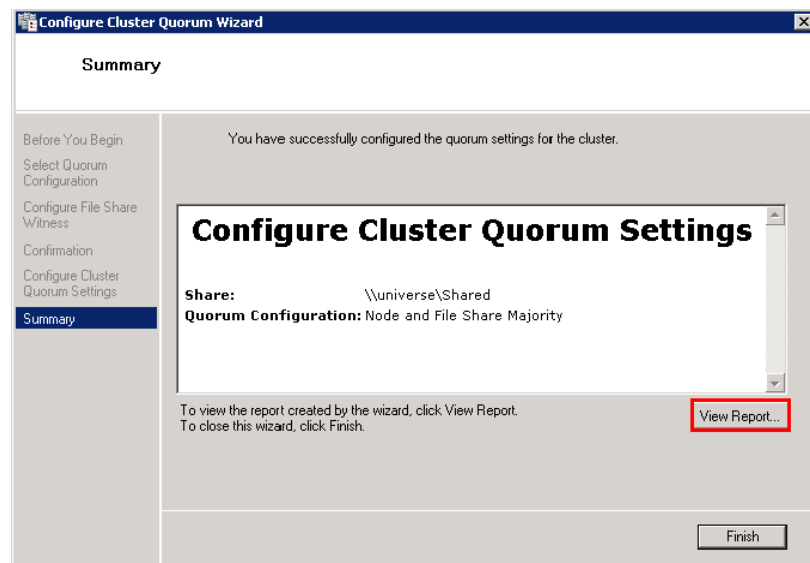 Configure Cluster Quorum Wizard
Summary
Before You Begin
Select Quorum
Configuration
Configure File Share
Witness
Confirmation
Configure Cluster
Quorum Settings
Summary
You have successfully configured the quorum settings for the cluster.
Configure Cluster Quorum Settings
Share: \\universe\Shared
Quorum Configuration: Node and File Share Majority
To view the report created by the wizard, click View Report.
To close this wizard, click Finish.
View Report...
Finish